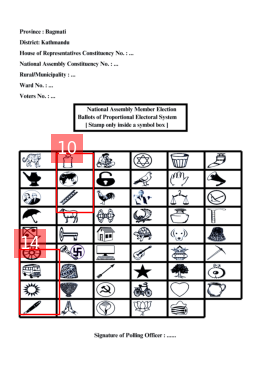 Province : Bagmati
District: Kathmandu
House of Representatives Constituency No. : ...
National Assembly Constituency No. : ...
Rural/Municipality : ...
Ward No. : ...
Voters No. : ...
National Assembly Member Election
Ballots of Proportional Electoral System
[ Stamp only inside a symbol box ]
10
14
Signature of Polling Officer : ......